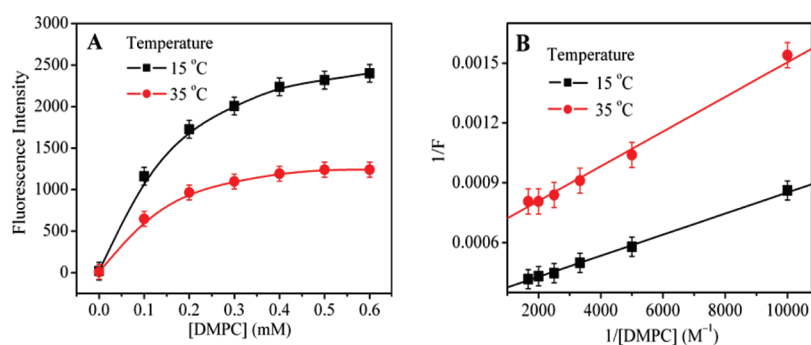 A
Temperature
15 °C
35 °C
3000
2500
2000
1500
1000
500
0
Fluorescence Intensity
0.0 0.1 0.2 0.3 0.4 0.5 0.6
[DMPC] (mM)
B
Temperature
15 °C
35 °C
0.0015
0.0012
0.0009
0.0006
1/F
2000 4000 6000 8000 10000
1/[DMPC] (M⁻¹)